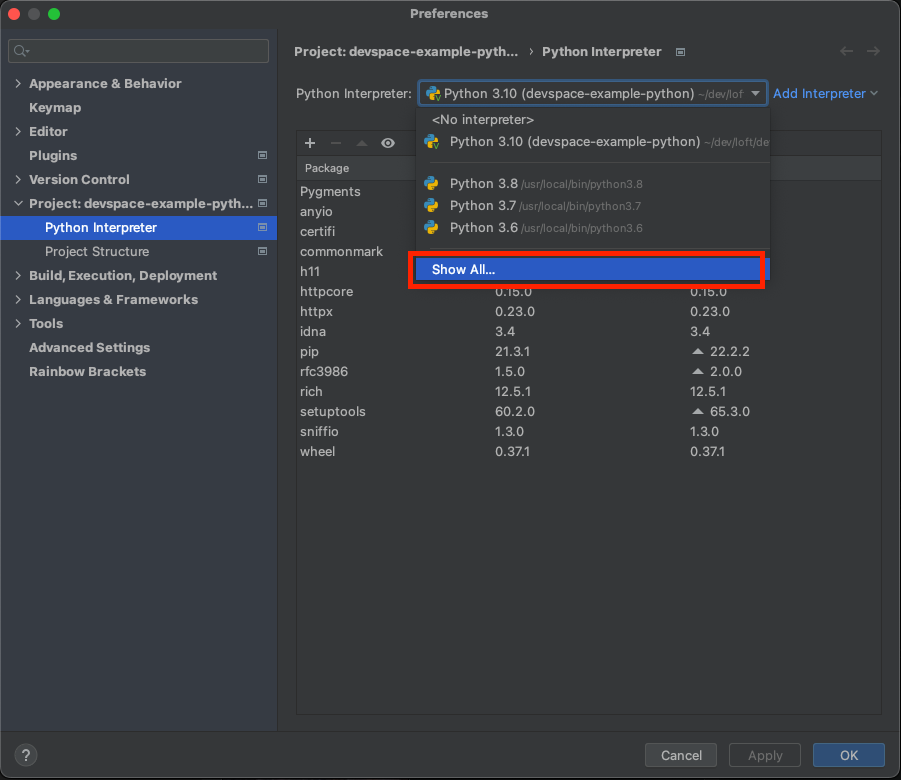 Preferences
Project: devspace-example-pyth... › Python Interpreter
Appearance & Behavior
Keymap
Editor
Plugins
Version Control
Project: devspace-example-pyth...
Python Interpreter
Project Structure
Build, Execution, Deployment
Languages & Frameworks
Tools
Advanced Settings
Rainbow Brackets
Python Interpreter: Python 3.10 (devspace-example-python) ~/dev/lof Add Interpreter
<No interpreter>
Python 3.10 (devspace-example-python) ~/dev/loft/de
Python 3.8 /usr/local/bin/python3.8
Python 3.7 /usr/local/bin/python3.7
Python 3.6 /usr/local/bin/python3.6
Show All...
Package
Pygments
anyio
certifi
commonmark
h11
httpcore 0.15.0 0.15.0
httpx 0.23.0 0.23.0
idna 3.4 3.4
pip 21.3.1 22.2.2
rfc3986 1.5.0 2.0.0
rich 12.5.1 12.5.1
setuptools 60.2.0 65.3.0
sniffio 1.3.0 1.3.0
wheel 0.37.1 0.37.1
? Cancel Apply OK